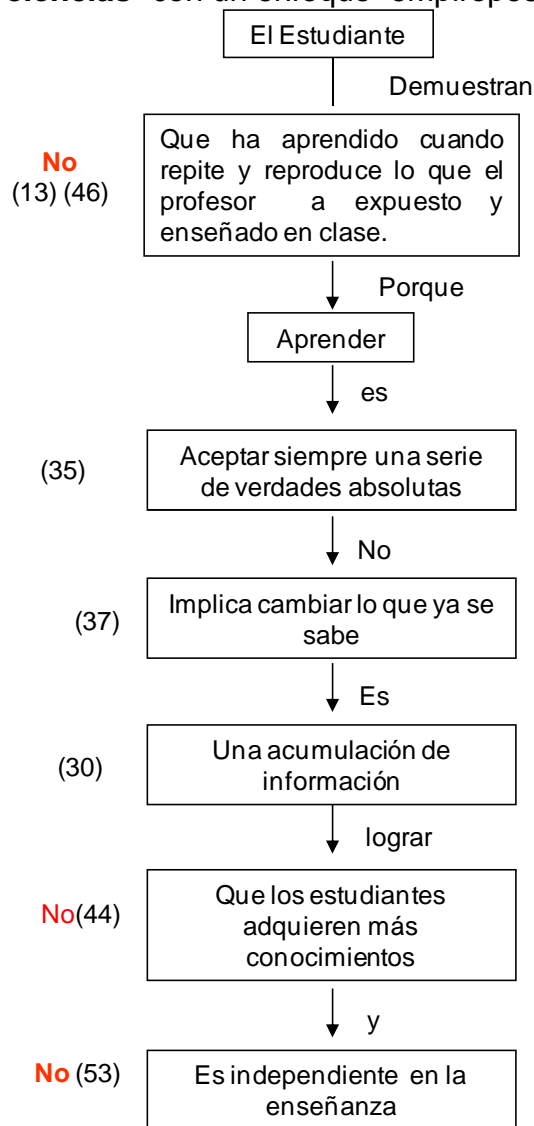 ciencias" con un enfoque "empiropos
El Estudiante
Demuestran
No
(13) (46)
Que ha aprendido cuando
repite y reproduce lo que el
profesor a expuesto y
enseñado en clase.
Porque
Aprender
es
(35)
Aceptar siempre una serie
de verdades absolutas
No
(37)
Implica cambiar lo que ya se
sabe
Es
(30)
Una acumulación de
información
lograr
No(44)
Que los estudiantes
adquieren más
conocimientos
y
No (53)
Es independiente en la
enseñanza